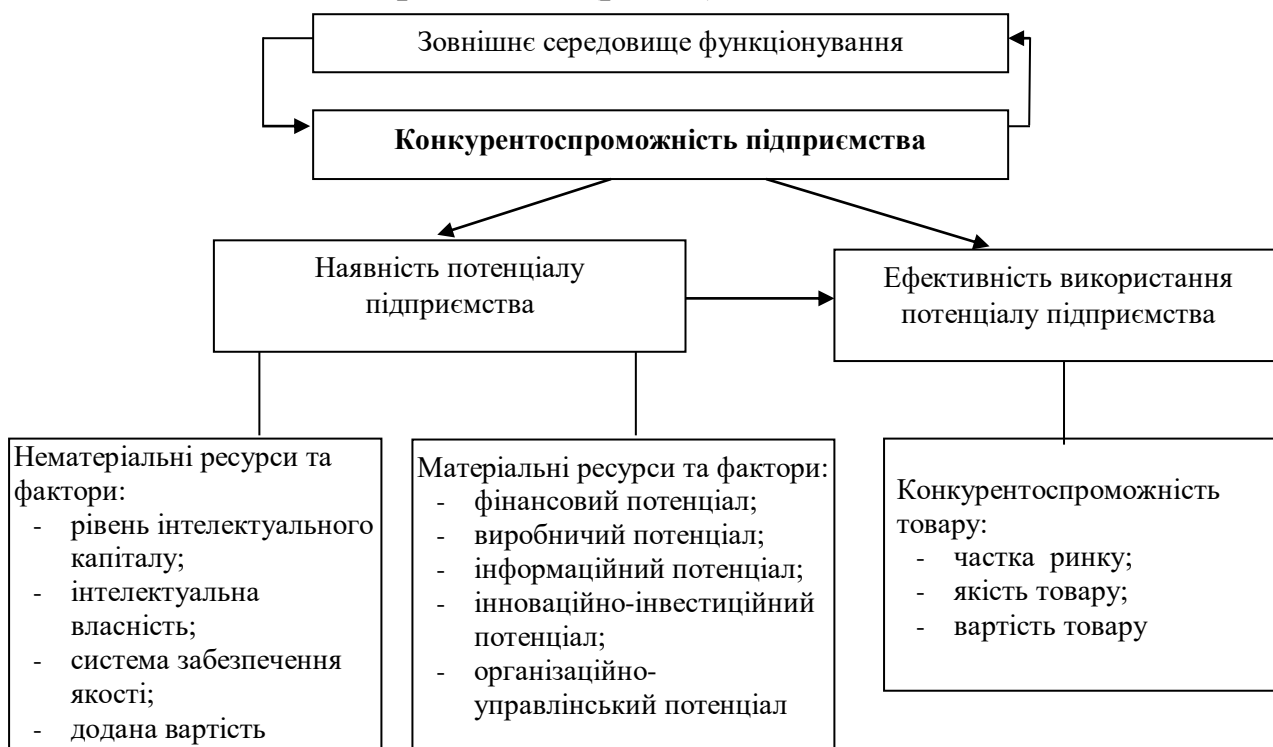 Зовнішнє середовище функціонування
Конкурентоспроможність підприємства
Наявність потенціалу
підприємства
Ефективність використання
потенціалу підприємства
Нематеріальні ресурси та
фактори:
- рівень інтелектуального
капіталу;
- інтелектуальна
власність;
- система забезпечення
якості;
- додана вартість
Матеріальні ресурси та фактори:
- фінансовий потенціал;
- виробничий потенціал;
- інформаційний потенціал;
- інноваційно-інвестиційний
потенціал;
- організаційно-
управлінський потенціал
Конкурентоспроможність
товару:
- частка ринку;
- якість товару;
- вартість товару